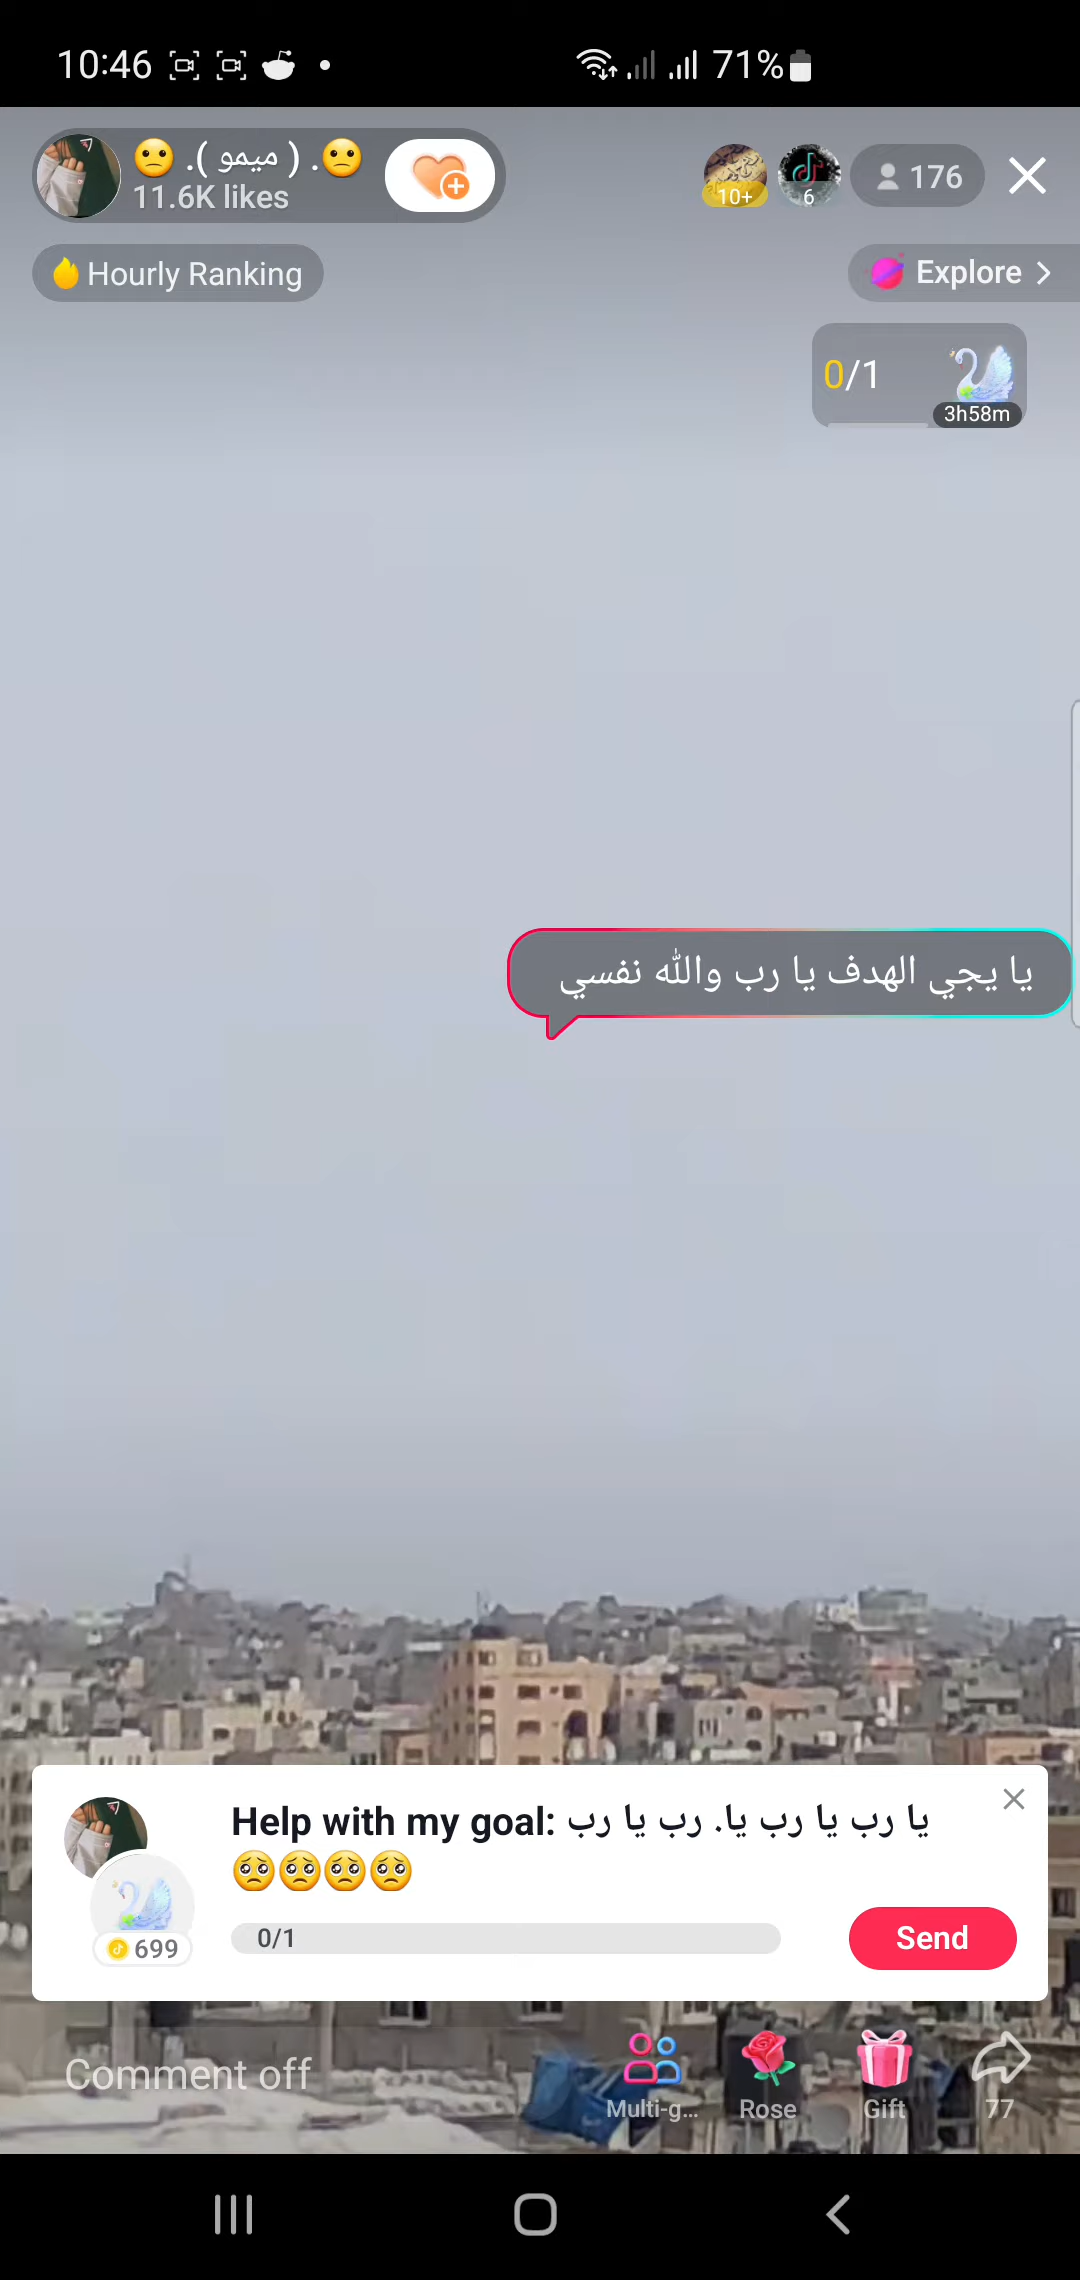 10:46 71%
😕 .( ميمو ). 😕
11.6K likes
10+
6
176
Hourly Ranking
Explore
0/1
3h58m
يا يجي الهدف يا رب والله نفسي
Help with my goal: يا رب يا رب يا. رب يا رب
🥺🥺🥺🥺
699
0/1
Send
Comment off
Multi-g...
Rose
Gift
77